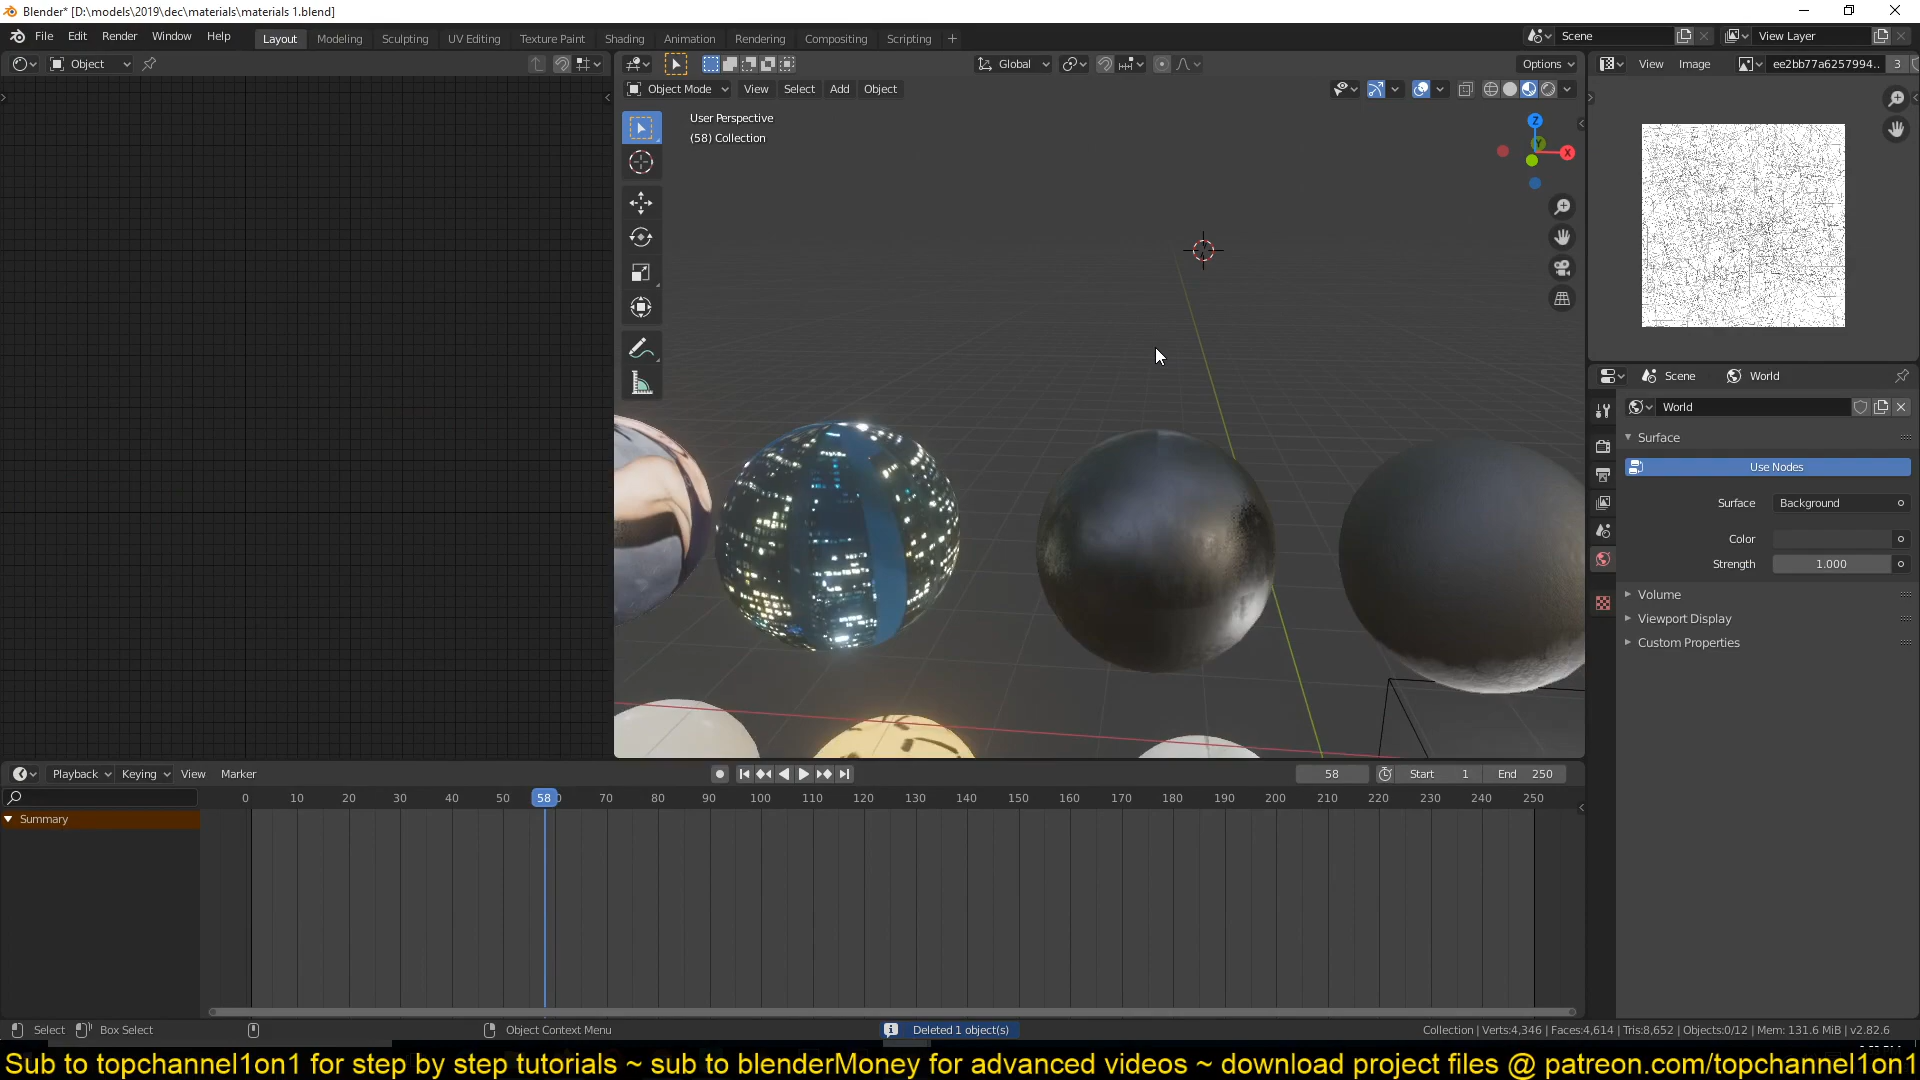 Blender* [D:\models\2019\dec\materials\materials 1.blend]
File Edit Render Window Help Layout Modeling Sculpting UV Editing Texture Paint Shading Animation Rendering Compositing Scripting Scene View Layer
Object Global Options View Image ee2bb77a6257994.. 3
Object Mode View Select Add Object
User Perspective
(58) Collection
Z
Y
X
Scene World
World
Surface
Use Nodes
Surface Background
Color
Strength 1.000
Volume
Viewport Display
Custom Properties
Playback Keying View Marker 58 Start 1 End 250
0 10 20 30 40 50 58 70 80 90 100 110 120 130 140 150 160 170 180 190 200 210 220 230 240 250
Summary
Select Box Select Object Context Menu Deleted 1 object(s) Collection | Verts:4,346 | Faces:4,614 | Tris:8,652 | Objects:0/12 | Mem: 131.6 MiB | v2.82.6
Sub to topchannel1on1 for step by step tutorials ~ sub to blenderMoney for advanced videos ~ download project files @ patreon.com/topchannel1on1